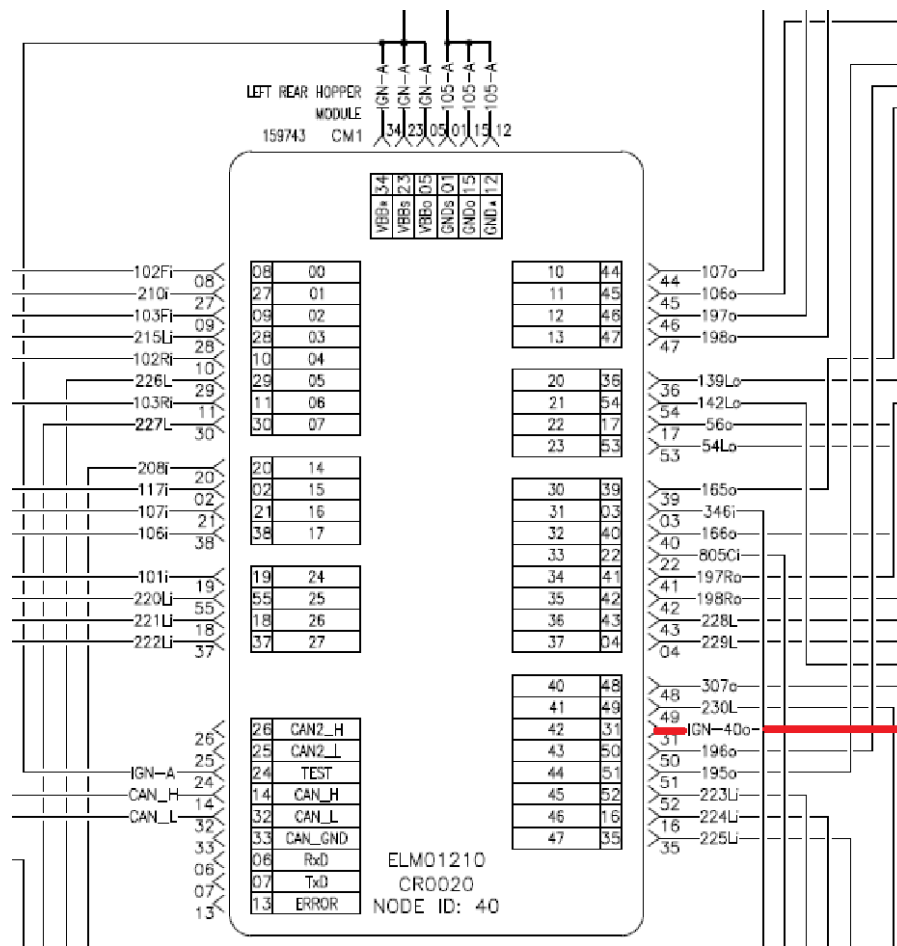 IGN-A IGN-A IGN-A 105-A 105-A 105-A
LEFT REAR HOPPER
MODULE
159743 CM1 34 23 05 01 15 12
34 23 05 01 15 12
VBBR VBBS VBBO GNDS GNDO GNDA
102Fi 08 08 00 10 44 44 107o
210i 27 27 01 11 45 45 106o
103Fi 09 09 02 12 46 46 197o
215Li 28 28 03 13 47 47 198o
102Ri 10 10 04
226L 29 29 05 20 36 36 139Lo
103Ri 11 11 06 21 54 54 142Lo
227L 30 30 07 22 17 17 56o
23 53 53 54Lo
208i 20 20 14
117i 02 02 15 30 39 39 165o
107i 21 21 16 31 03 03 346i
106i 38 38 17 32 40 40 166o
33 22 22 805Ci
101i 19 19 24 34 41 41 197Ro
220Li 55 55 25 35 42 42 198Ro
221Li 18 18 26 36 43 43 228L
222Li 37 37 27 37 04 04 229L
40 48 48 307o
41 49 49 230L
26 26 CAN2_H 42 31 31 IGN-40o
25 25 CAN2_L 43 50 50 196o
IGN-A 24 24 TEST 44 51 51 195o
CAN_H 14 14 CAN_H 45 52 52 223Li
CAN_L 32 32 CAN_L 46 16 16 224Li
33 33 CAN_GND 47 35 35 225Li
06 06 RxD ELM01210
07 07 TxD CR0020
13 13 ERROR NODE ID: 40